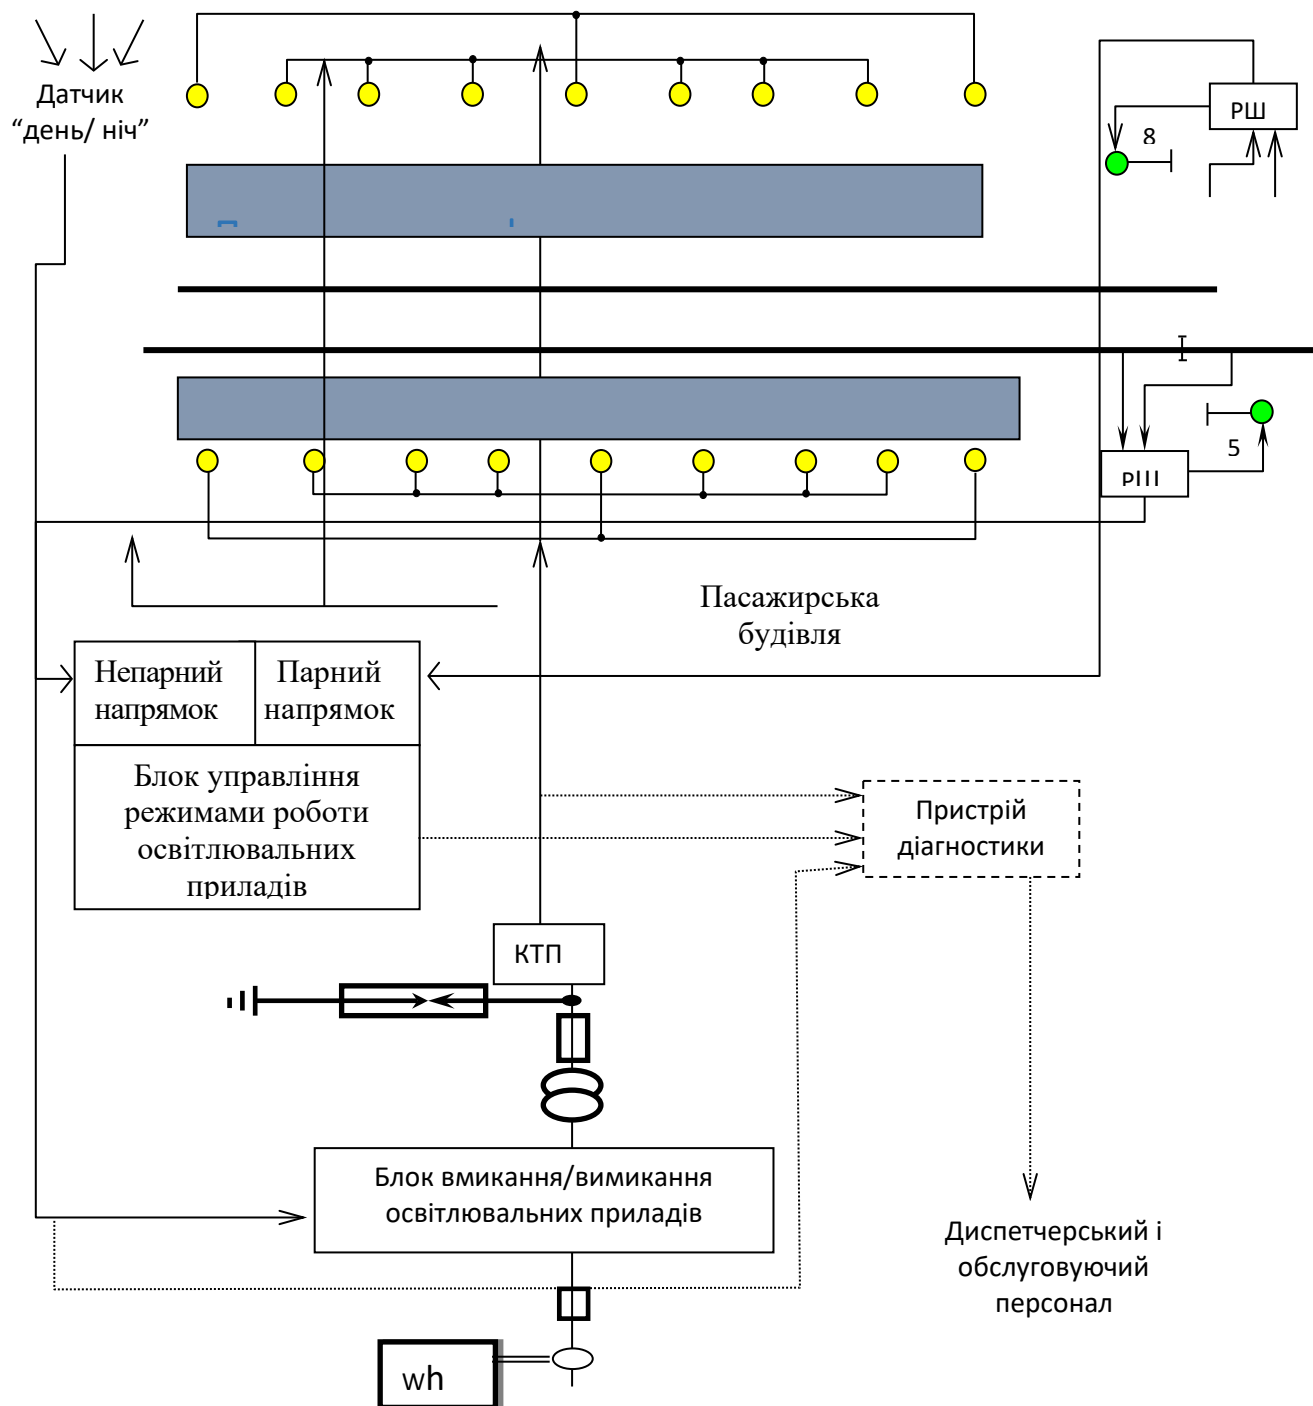 Датчик
“день/ ніч”
РШ
8
5
РШ
Пасажирська
будівля
Непарний
напрямок
Парний
напрямок
Блок управління
режимами роботи
освітлювальних
приладів
Пристрій
діагностики
КТП
Блок вмикання/вимикання
освітлювальних приладів
Диспетчерський і
обслуговуючий
персонал
wh